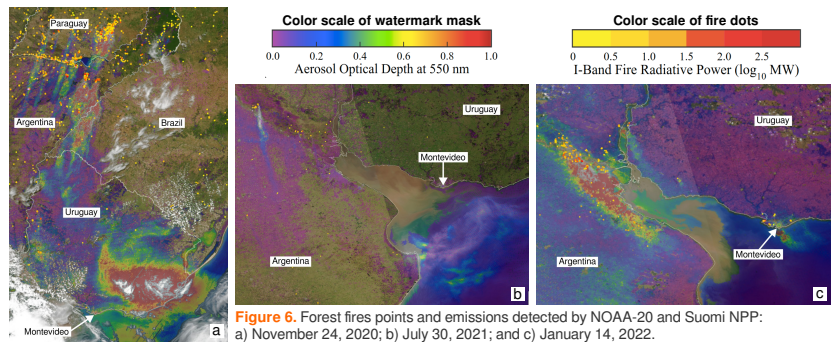 Color scale of watermark mask
0.0 0.2 0.4 0.6 0.8 1.0
Aerosol Optical Depth at 550 nm
Color scale of fire dots
0.0 0.5 1.0 1.5 2.0 2.5
I-Band Fire Radiative Power (log10 MW)
Paraguay
Argentina
Brazil
Uruguay
Montevideo
a
Uruguay
Montevideo
Argentina
b
Uruguay
Montevideo
Argentina
c
Figure 6. Forest fires points and emissions detected by NOAA-20 and Suomi NPP:
a) November 24, 2020; b) July 30, 2021; and c) January 14, 2022.